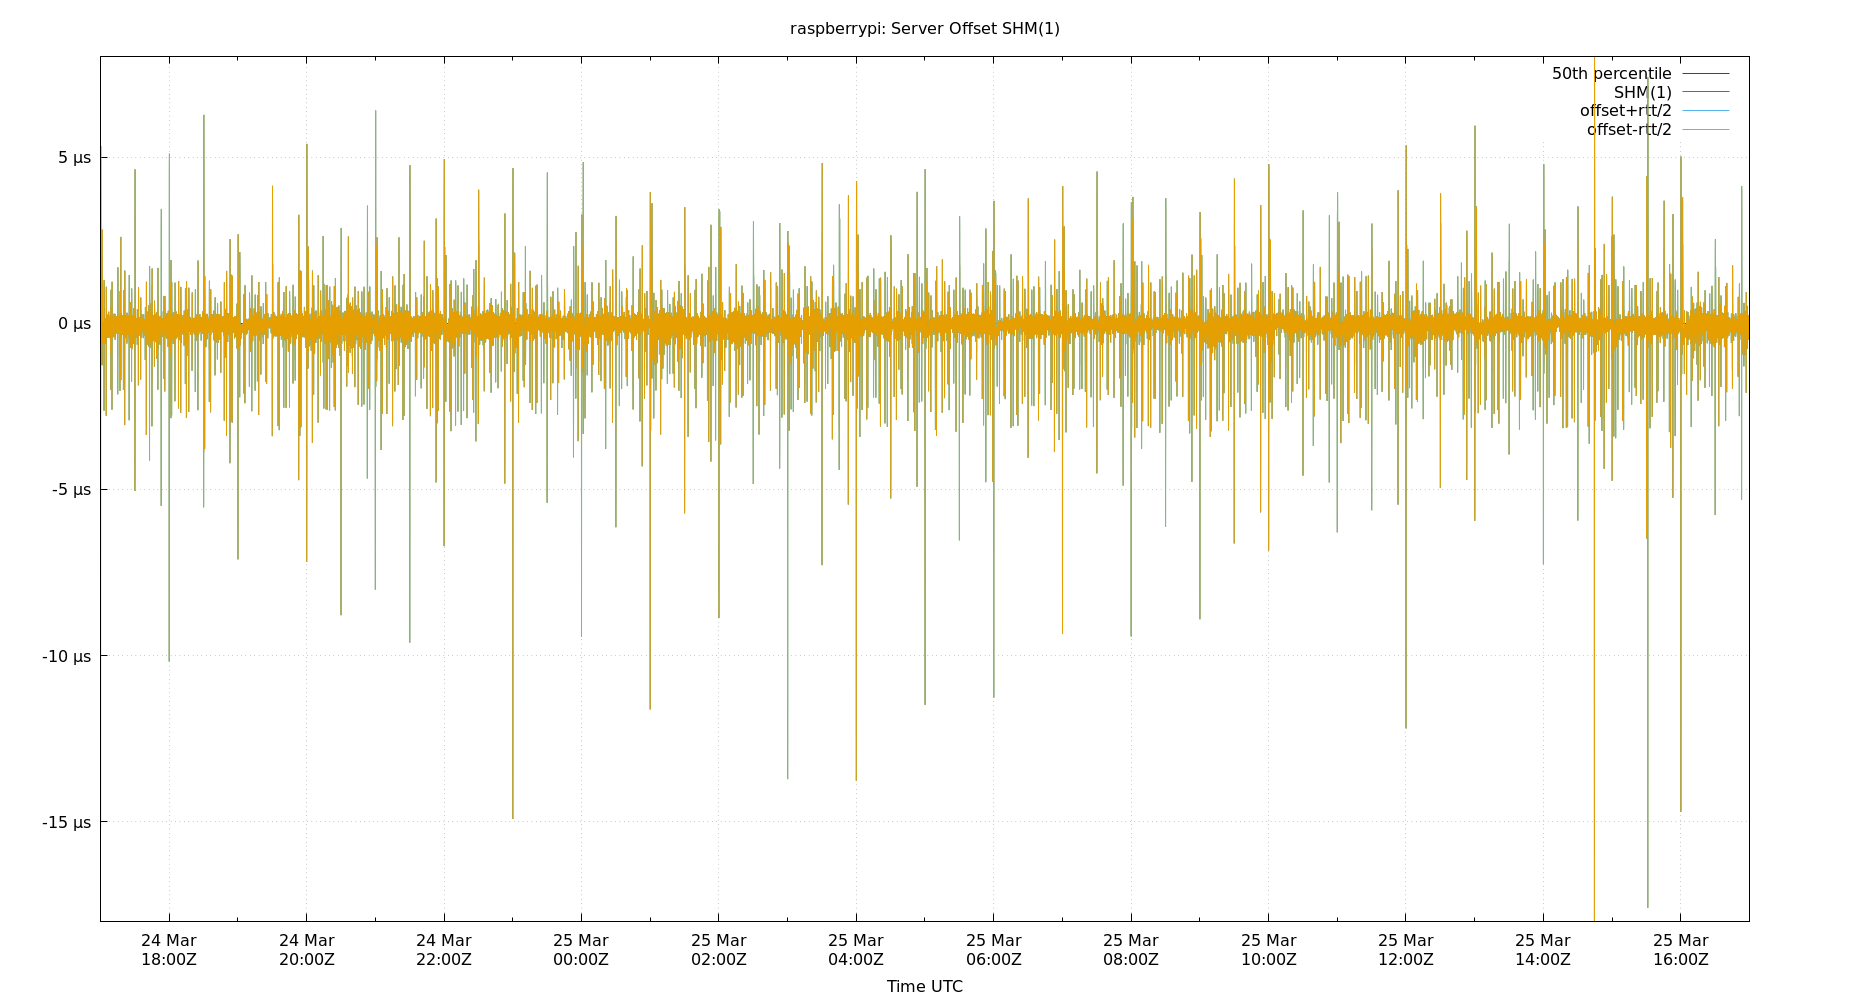 raspberrypi: Server Offset SHM(1)
50th percentile
SHM(1)
offset+rtt/2
offset-rtt/2
5 µs
0 µs
-5 µs
-10 µs
-15 µs
24 Mar 24 Mar 24 Mar 25 Mar 25 Mar 25 Mar 25 Mar 25 Mar 25 Mar 25 Mar 25 Mar 25 Mar
18:00Z 20:00Z 22:00Z 00:00Z 02:00Z 04:00Z 06:00Z 08:00Z 10:00Z 12:00Z 14:00Z 16:00Z
Time UTC